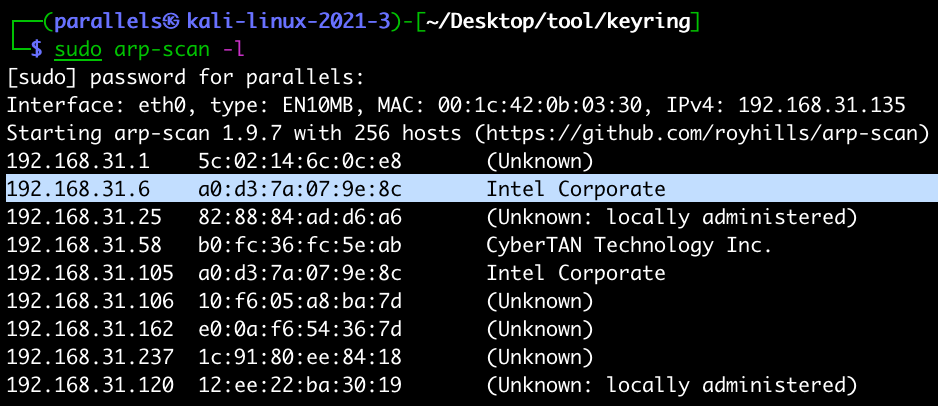 (parallels㉿kali-linux-2021-3)-[~/Desktop/tool/keyring]
$ sudo arp-scan -l
[sudo] password for parallels:
Interface: eth0, type: EN10MB, MAC: 00:1c:42:0b:03:30, IPv4: 192.168.31.135
Starting arp-scan 1.9.7 with 256 hosts (https://github.com/royhills/arp-scan)
192.168.31.1 5c:02:14:6c:0c:e8 (Unknown)
192.168.31.6 a0:d3:7a:07:9e:8c Intel Corporate
192.168.31.25 82:88:84:ad:d6:a6 (Unknown: locally administered)
192.168.31.58 b0:fc:36:fc:5e:ab CyberTAN Technology Inc.
192.168.31.105 a0:d3:7a:07:9e:8c Intel Corporate
192.168.31.106 10:f6:05:a8:ba:7d (Unknown)
192.168.31.162 e0:0a:f6:54:36:7d (Unknown)
192.168.31.237 1c:91:80:ee:84:18 (Unknown)
192.168.31.120 12:ee:22:ba:30:19 (Unknown: locally administered)